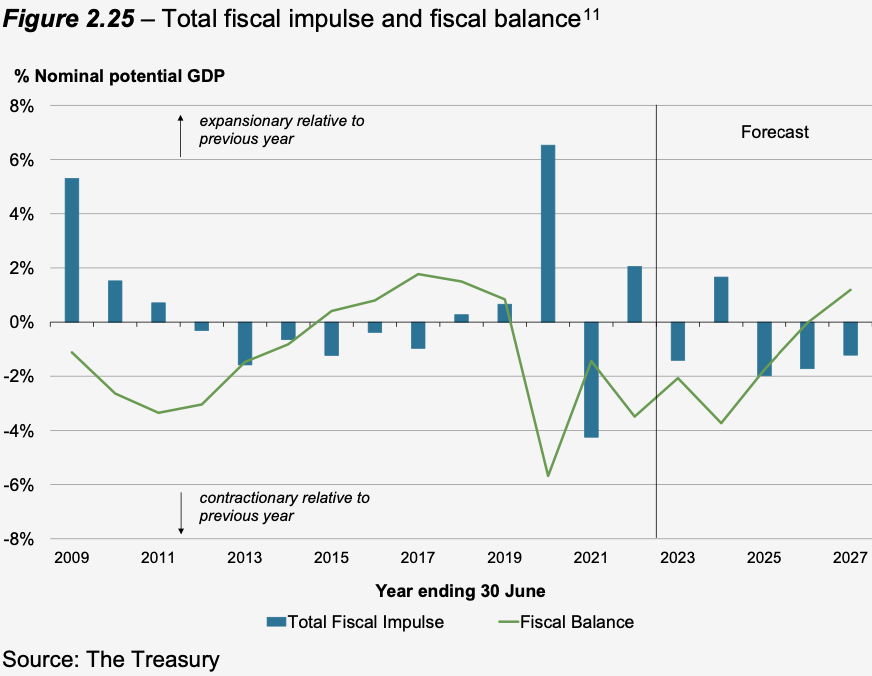 Figure 2.25 – Total fiscal impulse and fiscal balance¹¹
% Nominal potential GDP
8%
6%
4%
2%
0%
-2%
-4%
-6%
-8%
expansionary relative to
previous year
Forecast
contractionary relative to
previous year
2009 2011 2013 2015 2017 2019 2021 2023 2025 2027
Year ending 30 June
Total Fiscal Impulse Fiscal Balance
Source: The Treasury